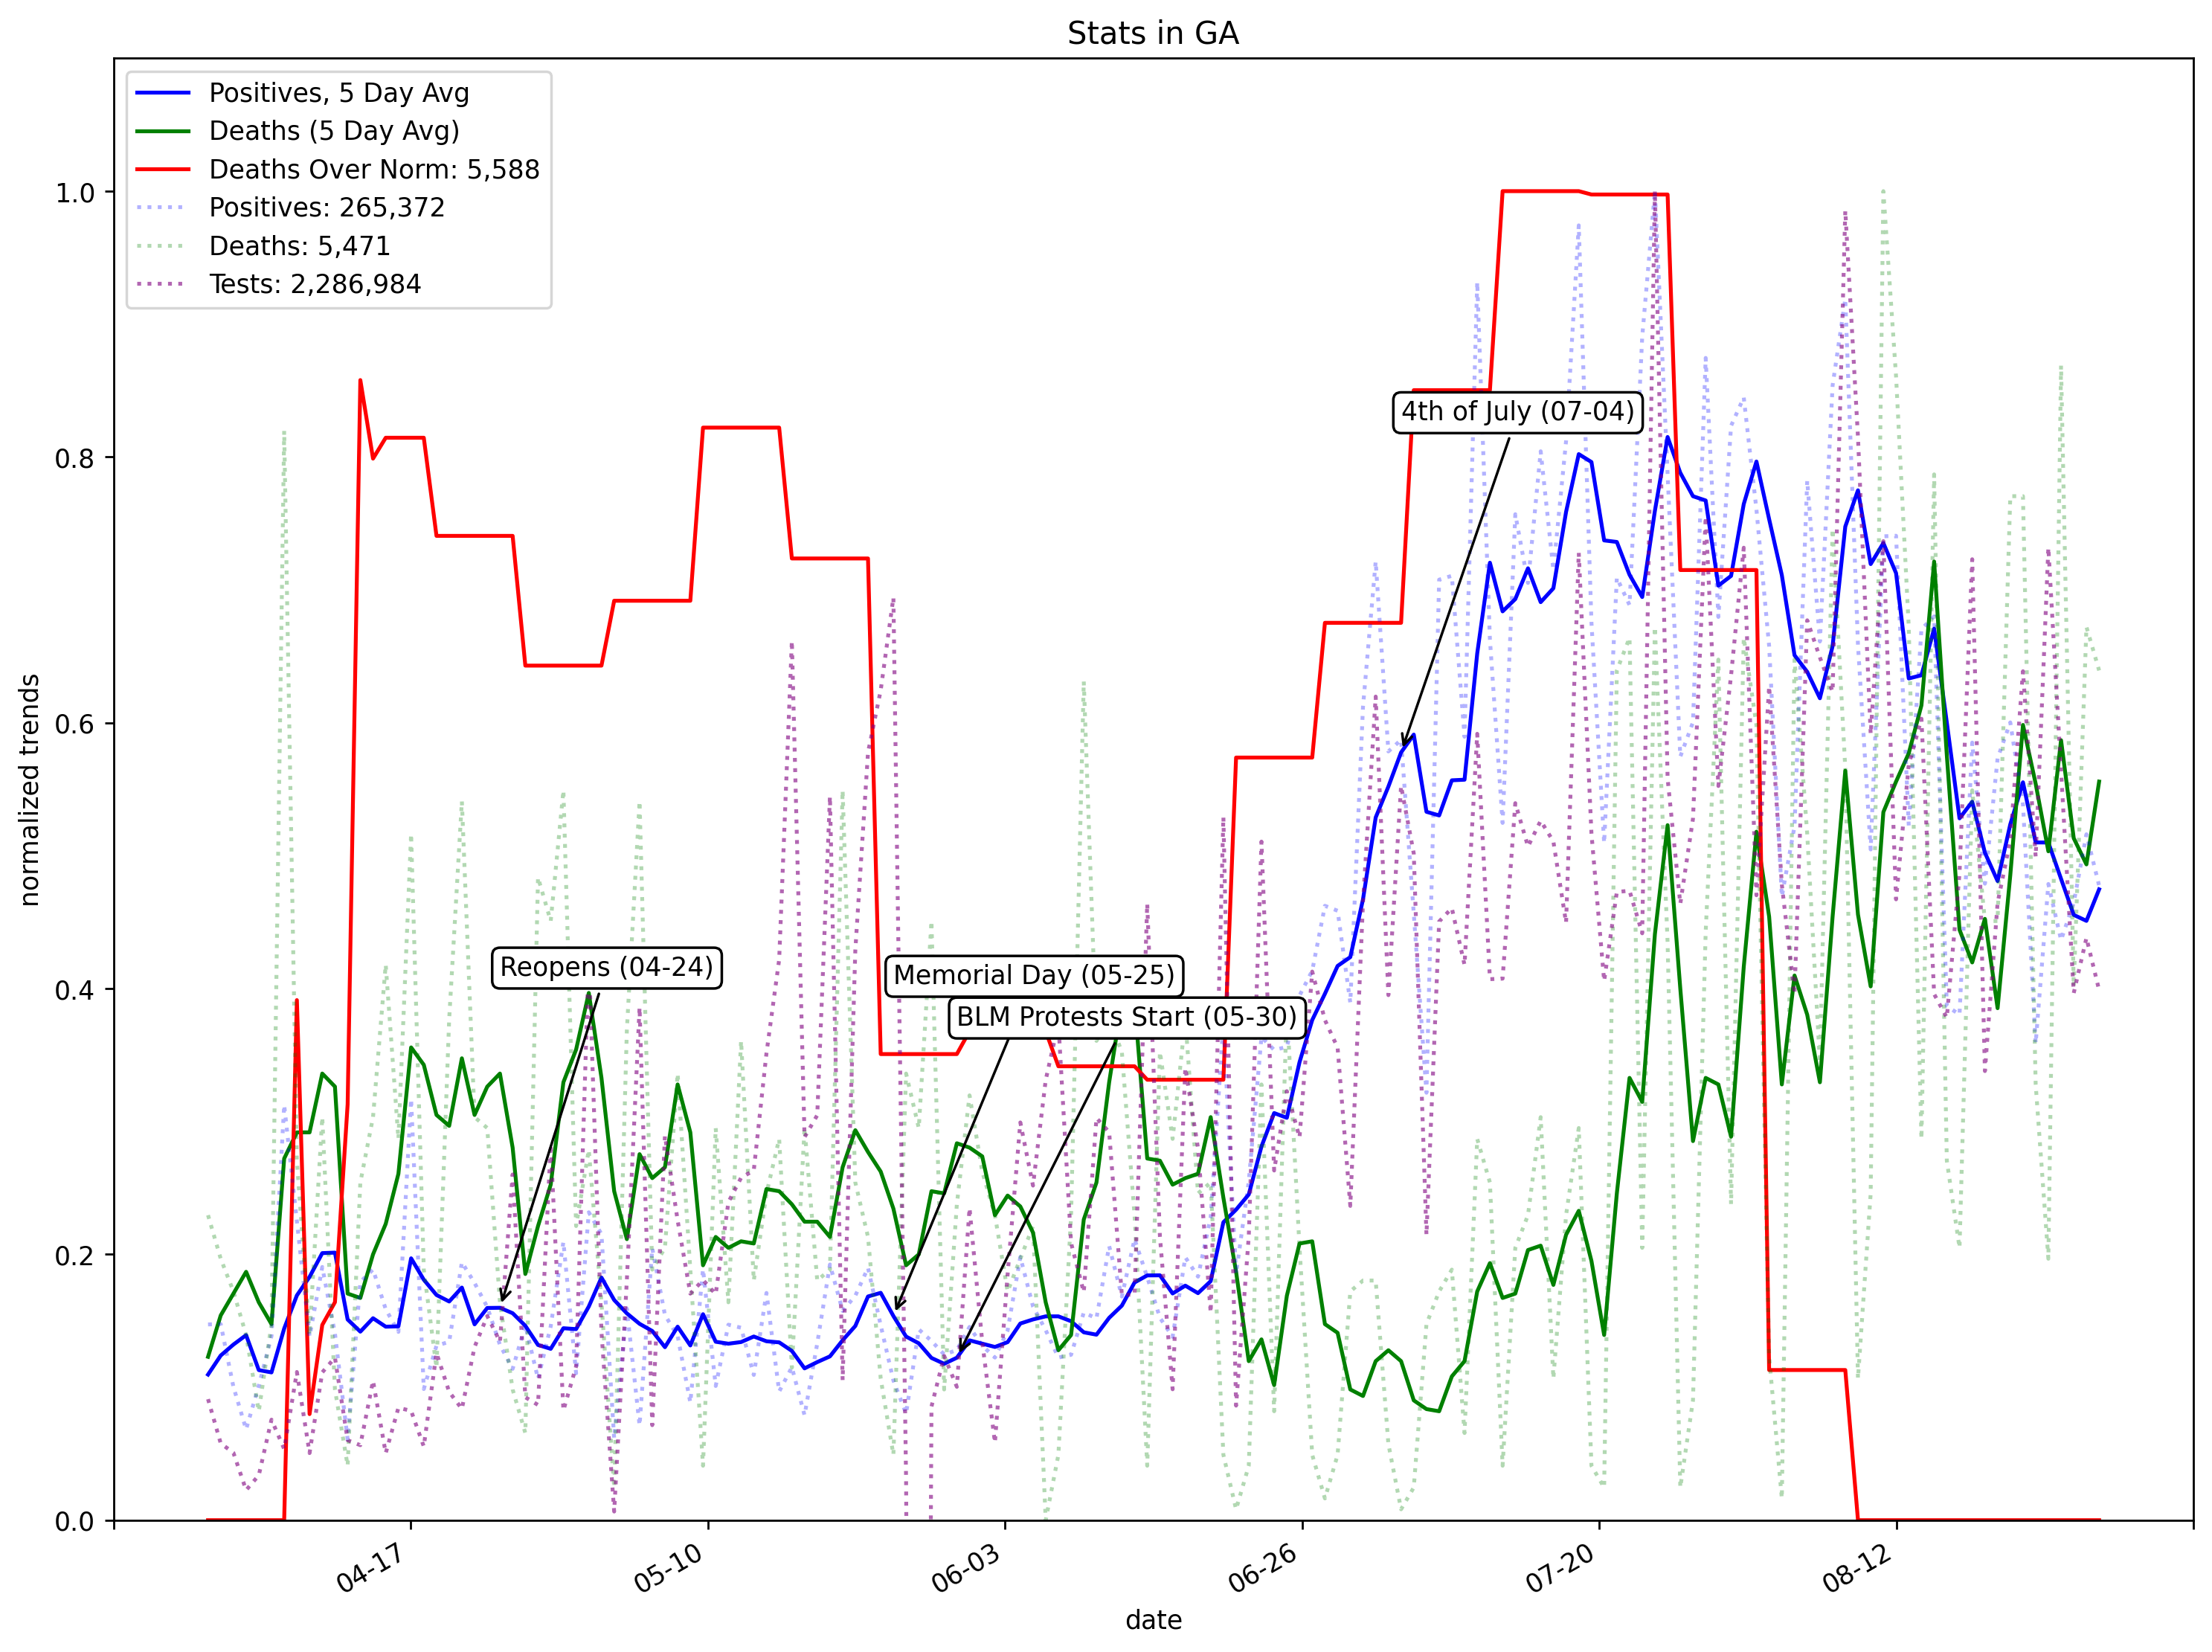 Stats in GA
Positives, 5 Day Avg
Deaths (5 Day Avg)
Deaths Over Norm: 5,588
Positives: 265,372
Deaths: 5,471
Tests: 2,286,984
1.0
0.8
0.6
0.4
0.2
0.0
normalized trends
4th of July (07-04)
Reopens (04-24)
Memorial Day (05-25)
BLM Protests Start (05-30)
04-17
05-10
06-03
06-26
07-20
08-12
date